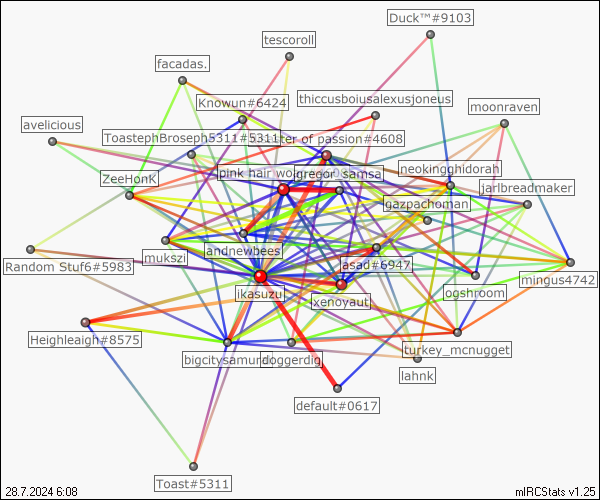 Duck™#9103
tescoroll
facadas.
Knowun#6424
thiccusboiusalexusjoneus
moonraven
avelicious
ToastephBroseph5311#5311
ter of passion#4608
neokingghidorah
ZeeHonK
pink hair wo
gregor_samsa
jarlbreadmaker
gazpachoman
mukszi
andnewbees
asad#6947
Random Stuf6#5983
mingus4742
ikasuzu
xenoyaut
ogshroom
Heighleaigh#8575
bigcitysamur
doggerdig
turkey_mcnugget
lahnk
default#0617
Toast#5311
28.7.2024 6:08
mIRCStats v1.25